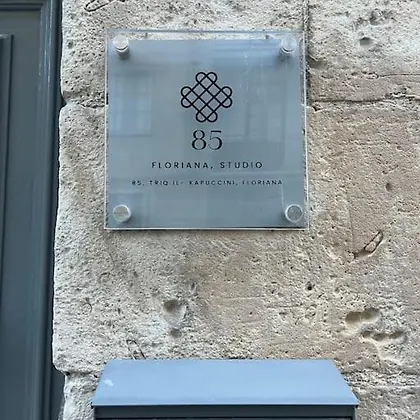 85
FLORIANA, STUDIO
85, TRIQ IL- KAPUCCINI, FLORIANA